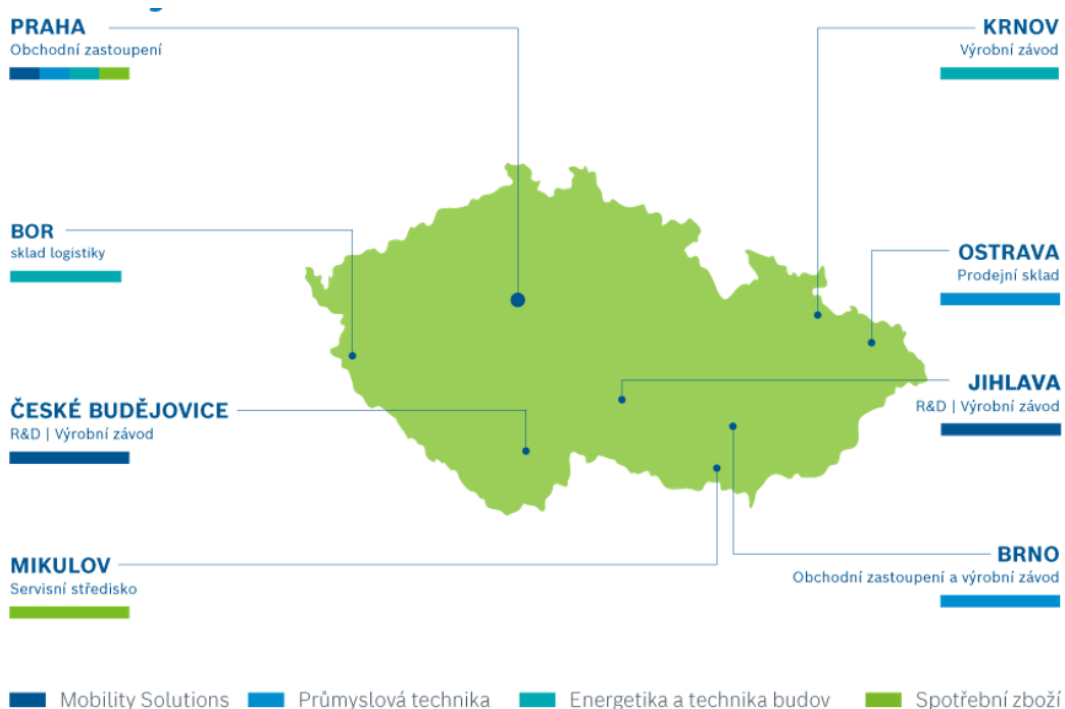 PRAHA
Obchodní zastoupení
KRNOV
Výrobní závod
BOR
sklad logistiky
OSTRAVA
Prodejní sklad
JIHLAVA
R&D | Výrobní závod
ČESKÉ BUDĚJOVICE
R&D | Výrobní závod
MIKULOV
Servisní středisko
BRNO
Obchodní zastoupení a výrobní závod
Mobility Solutions Průmyslová technika Energetika a technika budov Spotřební zboží